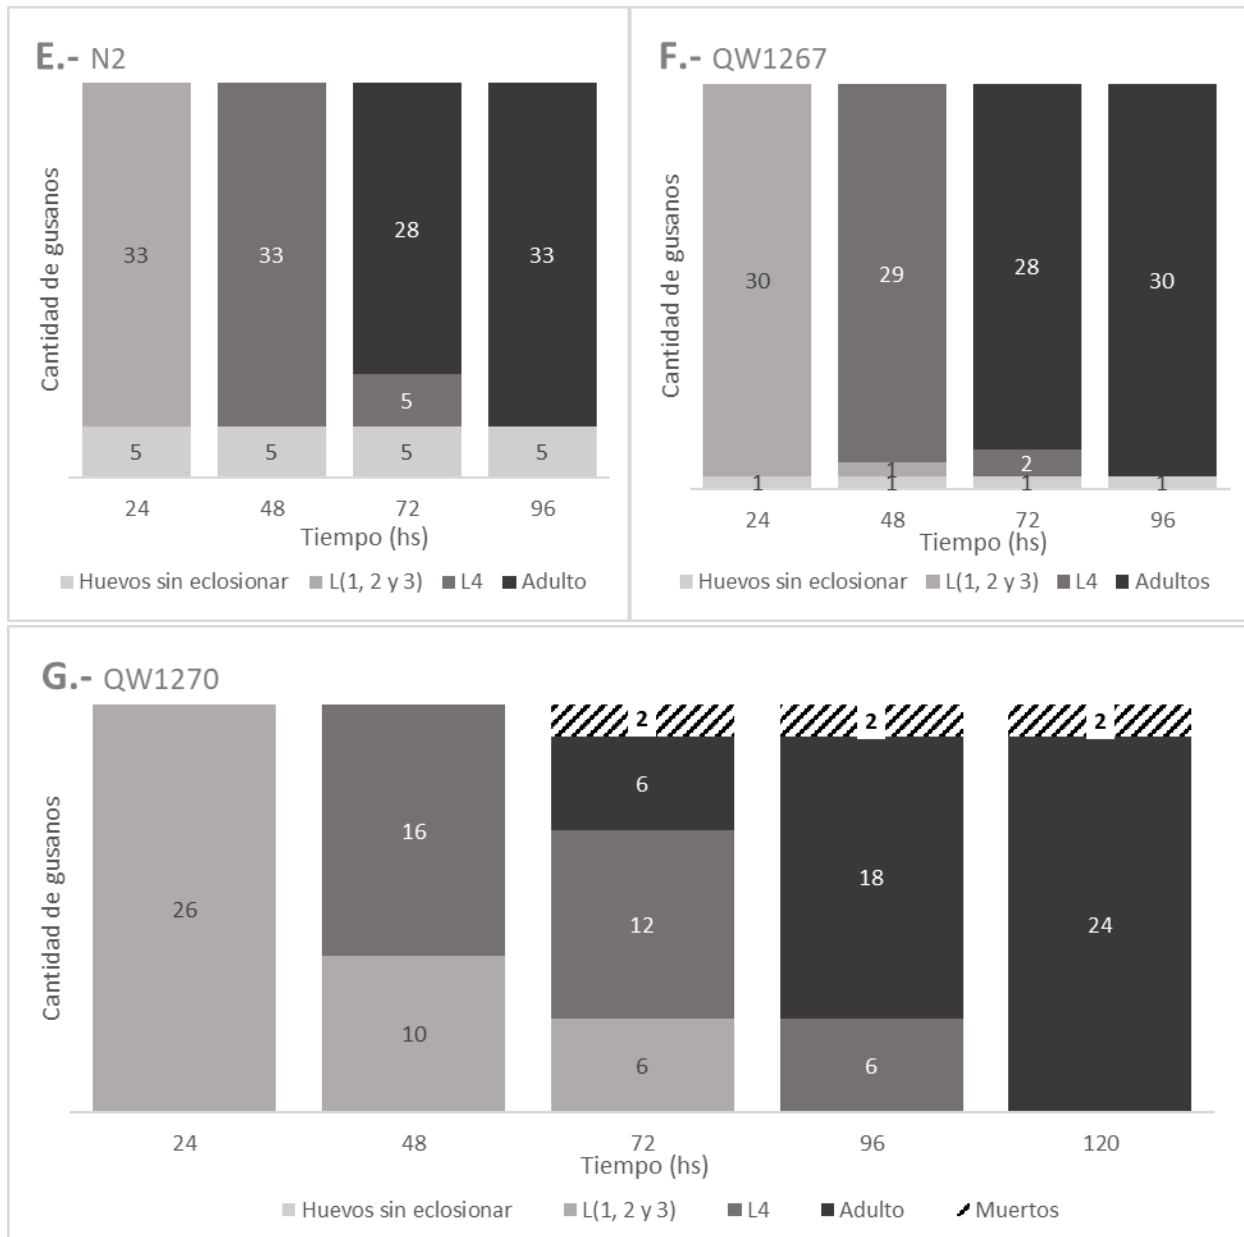 E.- N2
Cantidad de gusanos
33 33 28 33
5
5 5 5 5
24 48 72 96
Tiempo (hs)
Huevos sin eclosionar L(1, 2 y 3) L4 Adulto
F.- QW1267
Cantidad de gusanos
30 29 28 30
1 2
1 1 1 1
24 48 72 96
Tiempo (hs)
Huevos sin eclosionar L(1, 2 y 3) L4 Adultos
G.- QW1270
Cantidad de gusanos
2 2 2
6
16
18
26 12 24
10
6 6
24 48 72 96 120
Tiempo (hs)
Huevos sin eclosionar L(1, 2 y 3) L4 Adulto Muertos